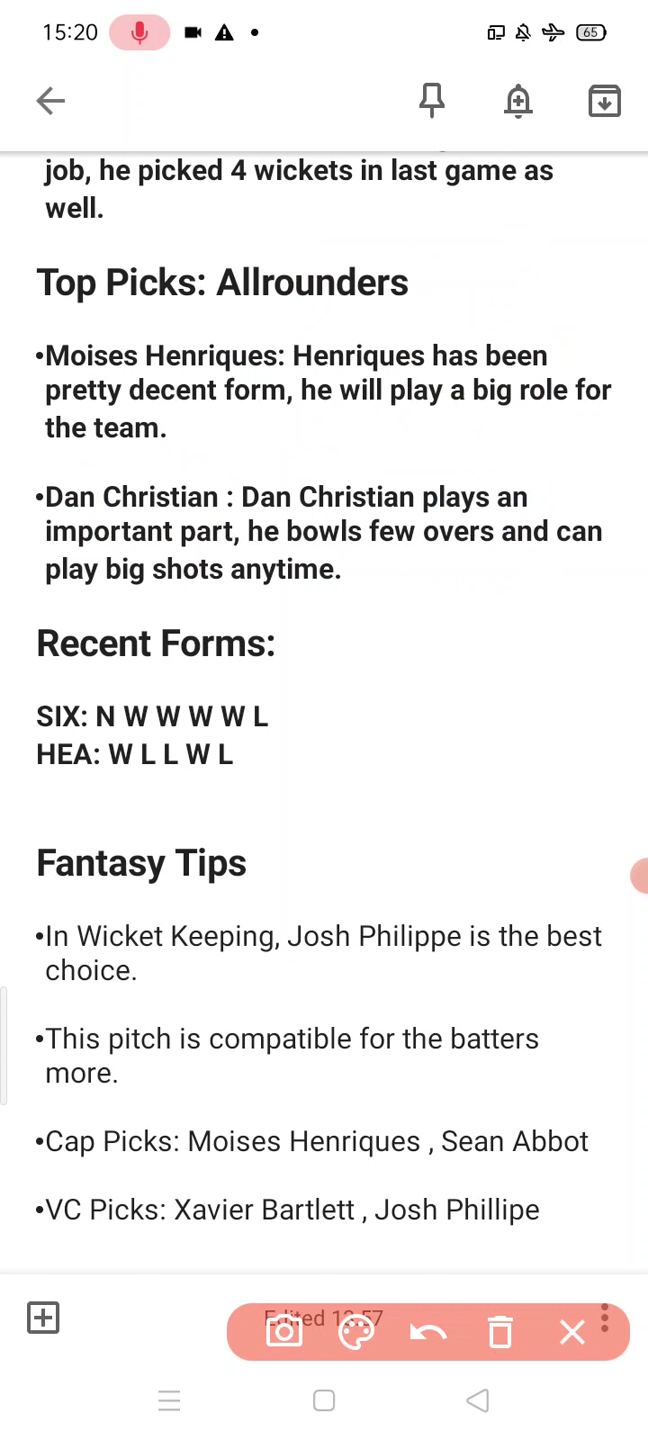 15:20
65
job, he picked 4 wickets in last game as
well.
Top Picks: Allrounders
•Moises Henriques: Henriques has been
pretty decent form, he will play a big role for
the team.
•Dan Christian : Dan Christian plays an
important part, he bowls few overs and can
play big shots anytime.
Recent Forms:
SIX: N W W W W L
HEA: W L L W L
Fantasy Tips
•In Wicket Keeping, Josh Philippe is the best
choice.
•This pitch is compatible for the batters
more.
•Cap Picks: Moises Henriques , Sean Abbot
•VC Picks: Xavier Bartlett , Josh Phillipe
Edited